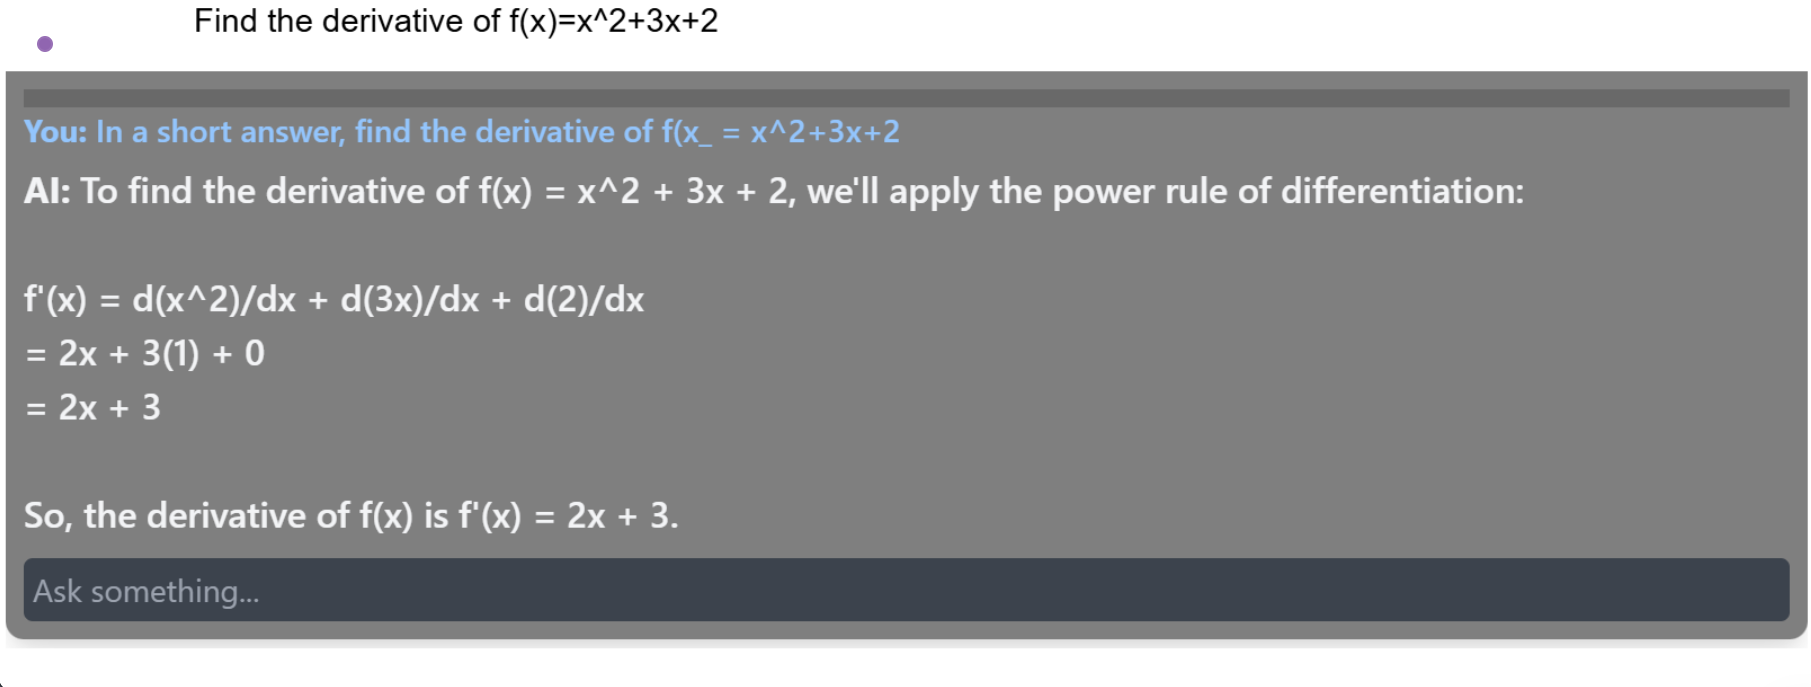 Find the derivative of f(x)=x^2+3x+2
You: In a short answer, find the derivative of f(x_ = x^2+3x+2
AI: To find the derivative of f(x) = x^2 + 3x + 2, we'll apply the power rule of differentiation:
f'(x) = d(x^2)/dx + d(3x)/dx + d(2)/dx
= 2x + 3(1) + 0
= 2x + 3
So, the derivative of f(x) is f'(x) = 2x + 3.
Ask something...